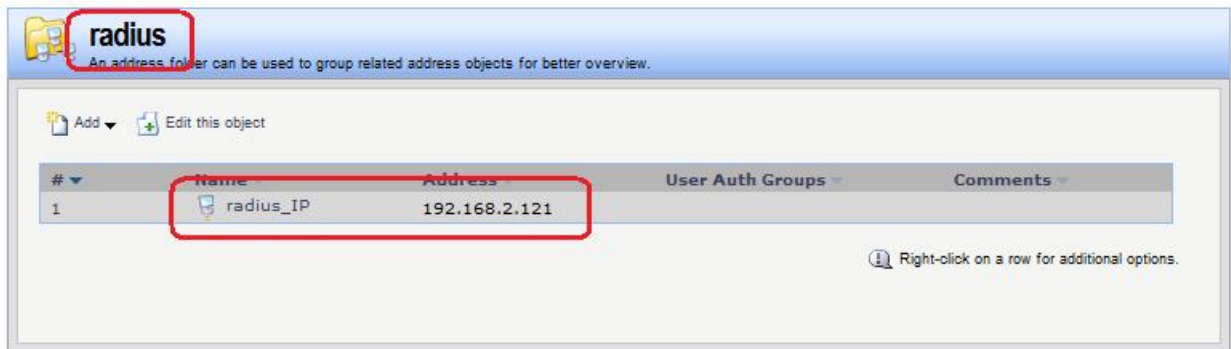 radius
An address folder can be used to group related address objects for better overview.
Add Edit this object
# Name Address User Auth Groups Comments
1 radius_IP 192.168.2.121
Right-click on a row for additional options.